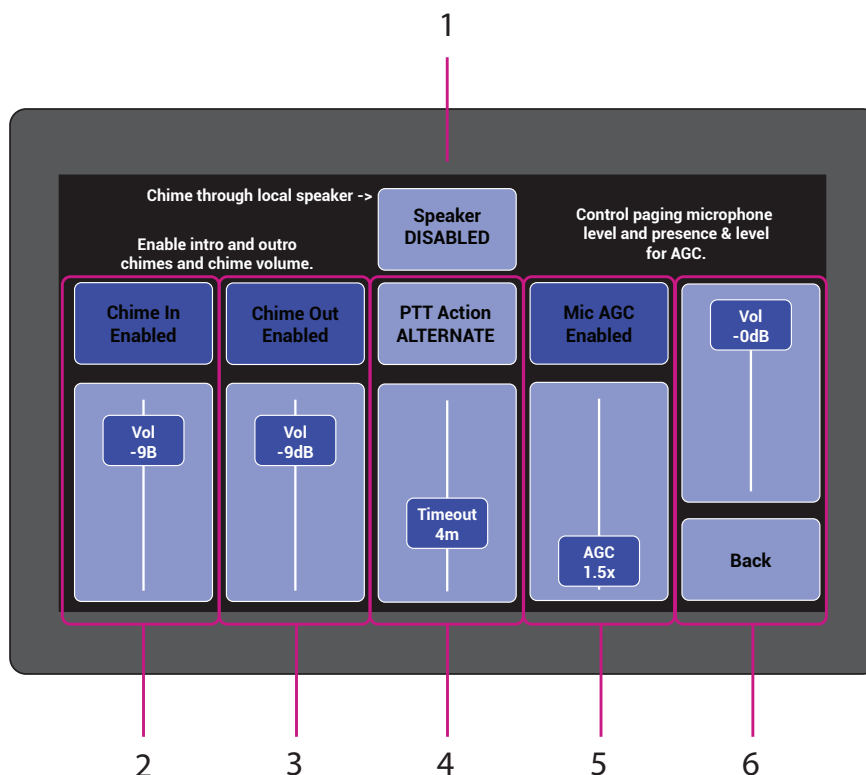 1
Chime through local speaker ->
Speaker
DISABLED
Control paging microphone
level and presence & level
for AGC.
Enable intro and outro
chimes and chime volume.
Chime In
Enabled
Chime Out
Enabled
PTT Action
ALTERNATE
Mic AGC
Enabled
Vol
-0dB
Vol
-9B
Vol
-9dB
Timeout
4m
AGC
1.5x
Back
2
3
4
5
6